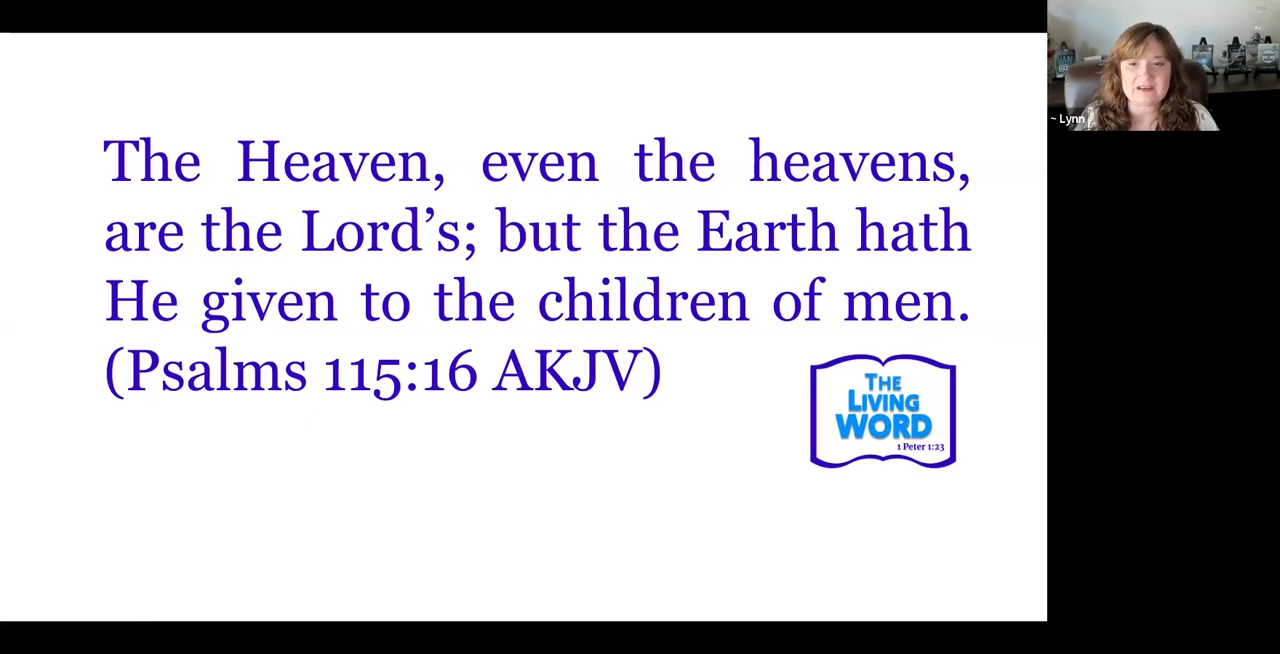 The Heaven, even the heavens,
are the Lord’s; but the Earth hath
He given to the children of men.
(Psalms 115:16 AKJV)
THE
LIVING
WORD
1 Peter 1:23
~ Lynn